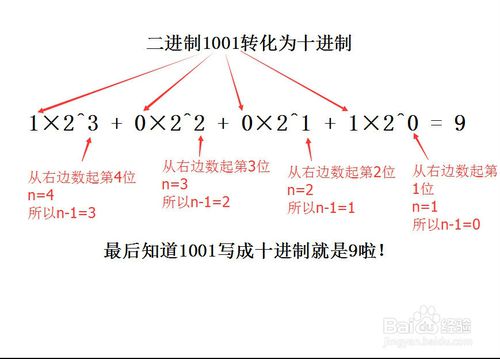 二进制1001转化为十进制
1×2^3 + 0×2^2 + 0×2^1 + 1×2^0 = 9
从右边数起第4位
n=4
所以n-1=3
从右边数起第3位
n=3
所以n-1=2
从右边数起第2位
n=2
所以n-1=1
从右边数起第
1位
n=1
所以n-1=0
最后知道1001写成十进制就是9啦！
Baidu经验
jingyan.baidu.com